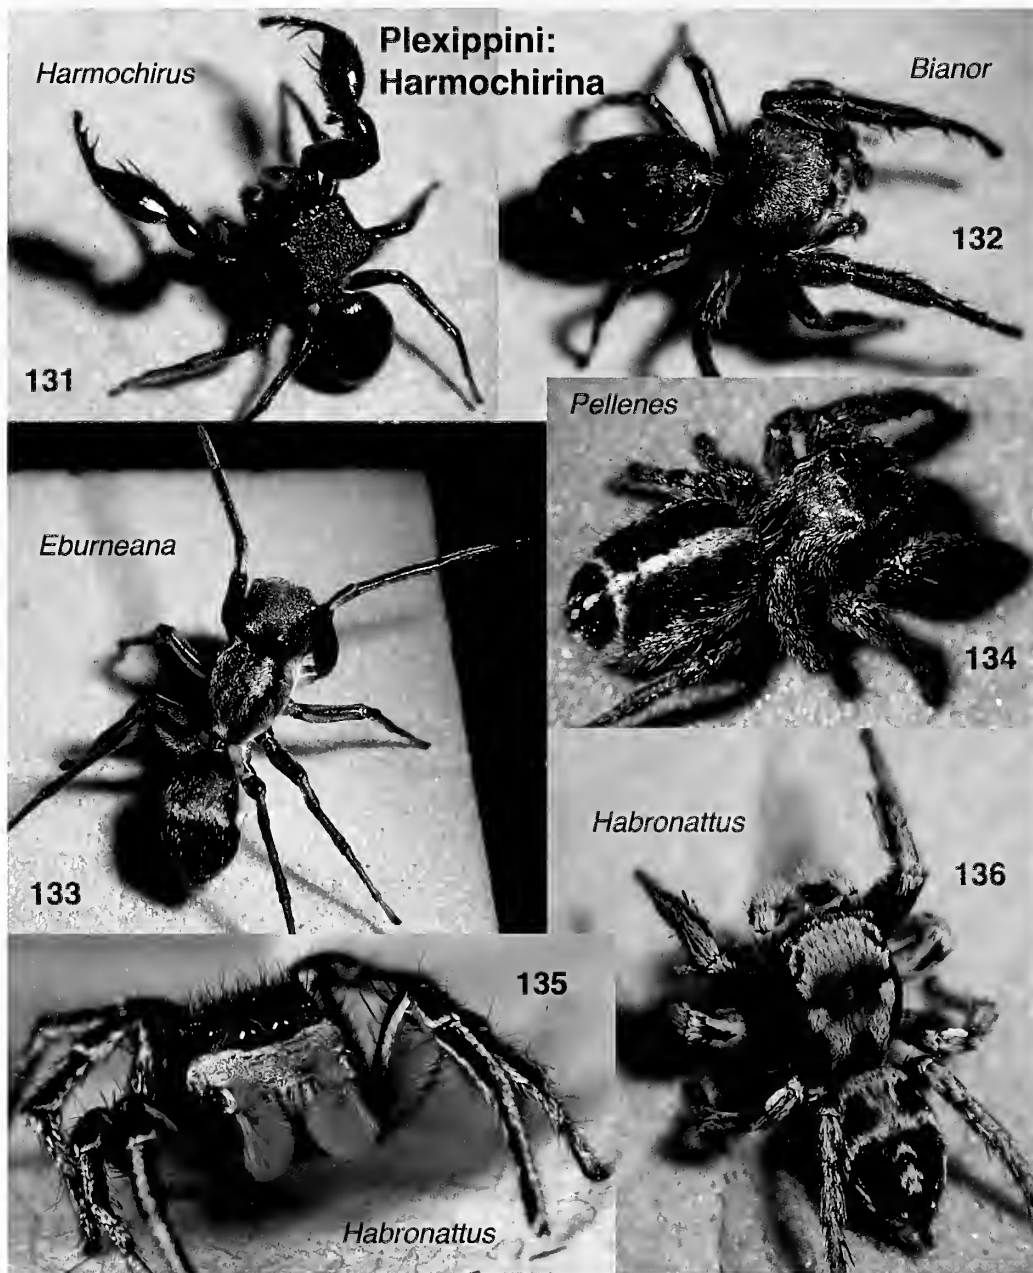 Plexippini:
Harmochirina
Harmochirus
131
Bianor
132
Eburneana
133
Pellenes
134
135
Habronattus
Habronattus
136